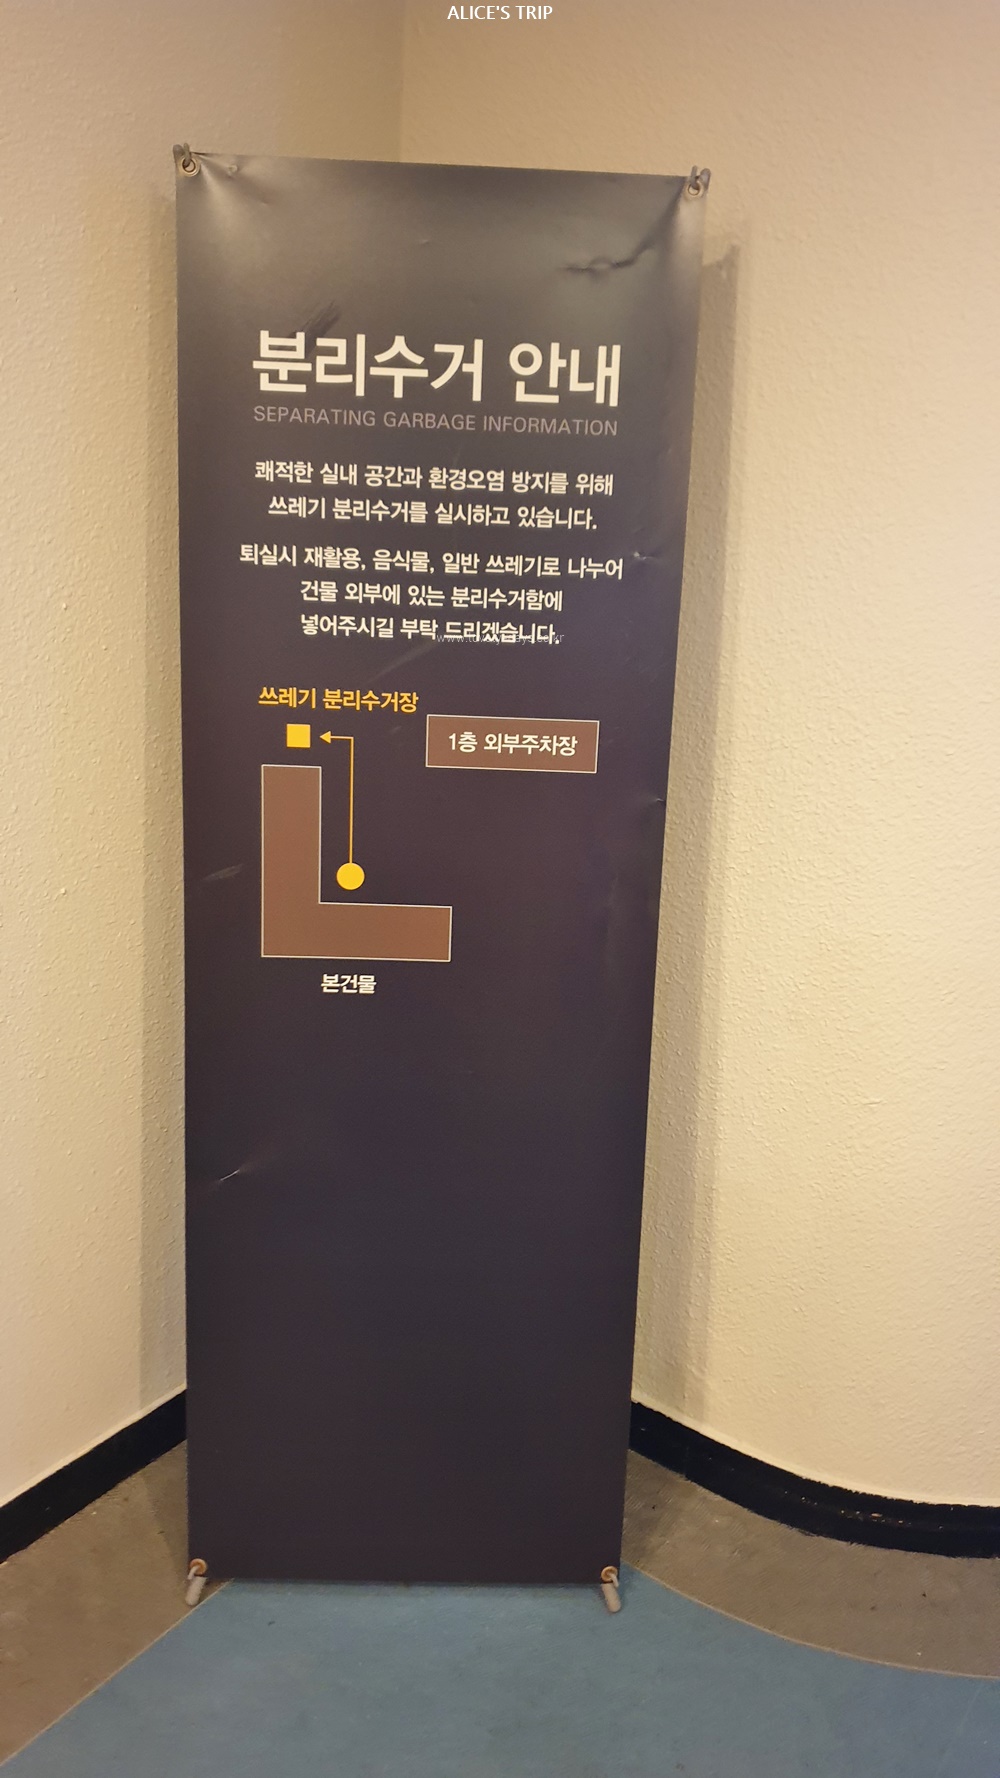 ALICE'S TRIP
분리수거 안내
SEPARATING GARBAGE INFORMATION
쾌적한 실내 공간과 환경오염 방지를 위해
쓰레기 분리수거를 실시하고 있습니다.
퇴실시 재활용, 음식물, 일반 쓰레기로 나누어
건물 외부에 있는 분리수거함에
넣어주시길 부탁 드리겠습니다.
쓰레기 분리수거장
1층 외부주차장
본건물